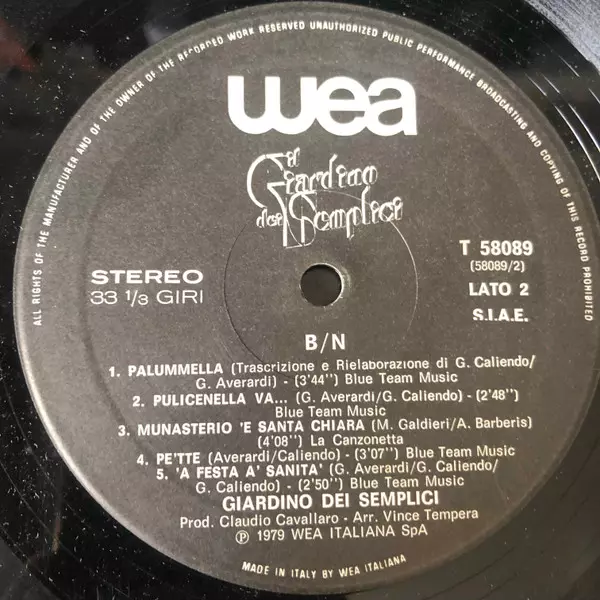 ALL RIGHTS OF THE MANUFACTURER AND OF THE OWNER OF THE RECORDED WORK RESERVED UNAUTHORIZED PUBLIC PERFORMANCE BROADCASTING AND COPYING OF THIS RECORD PROHIBITED
wea
il
Giardino
dei Semplici
STEREO
33 1/3 GIRI
T 58089
(58089/2)
LATO 2
S.I.A.E.
B/N
1. PALUMMELLA (Trascrizione e Rielaborazione di G. Caliendo/
G. Averardi) - (3'44'') Blue Team Music
2. PULICENELLA VA... (G. Averardi/G. Caliendo) - (2'48'')
Blue Team Music
3. MUNASTERIO 'E SANTA CHIARA (M. Galdieri/A. Barberis)
(4'08'') La Canzonetta
4. PE'TTE (Averardi/Caliendo) - (3'07'') Blue Team Music
5. 'A FESTA A' SANITA' (G. Averardi/G. Caliendo/
G. Caliendo) - (2'50'') Blue Team Music
GIARDINO DEI SEMPLICI
Prod. Claudio Cavallaro - Arr. Vince Tempera
Ⓟ 1979 WEA ITALIANA SpA
MADE IN ITALY BY WEA ITALIANA